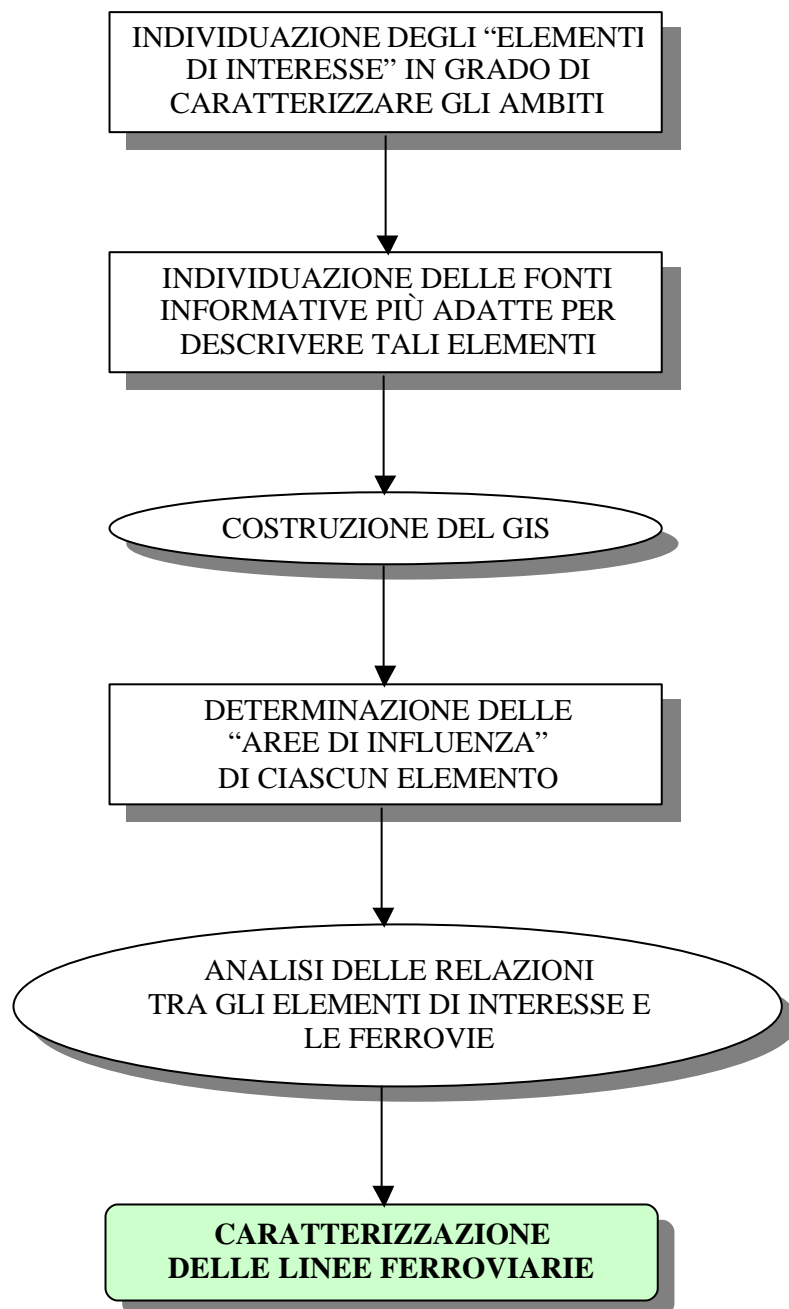 INDIVIDUAZIONE DEGLI “ELEMENTI
DI INTERESSE” IN GRADO DI
CARATTERIZZARE GLI AMBITI
INDIVIDUAZIONE DELLE FONTI
INFORMATIVE PIÙ ADATTE PER
DESCRIVERE TALI ELEMENTI
COSTRUZIONE DEL GIS
DETERMINAZIONE DELLE
“AREE DI INFLUENZA”
DI CIASCUN ELEMENTO
ANALISI DELLE RELAZIONI
TRA GLI ELEMENTI DI INTERESSE E
LE FERROVIE
CARATTERIZZAZIONE
DELLE LINEE FERROVIARIE